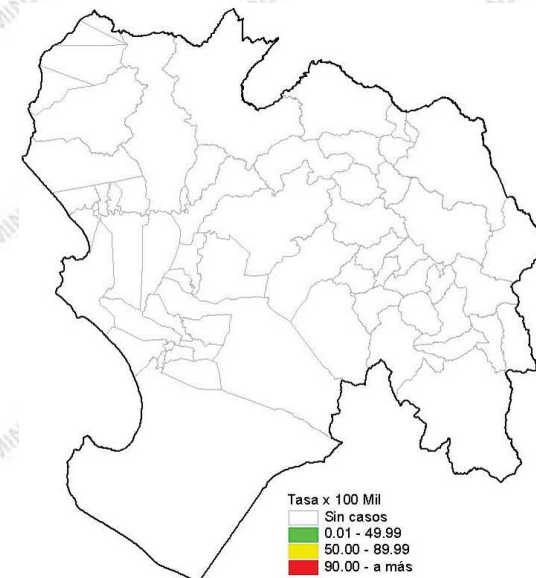 Tasa x 100 Mil
Sin casos
0.01 - 49.99
50.00 - 89.99
90.00 - a más